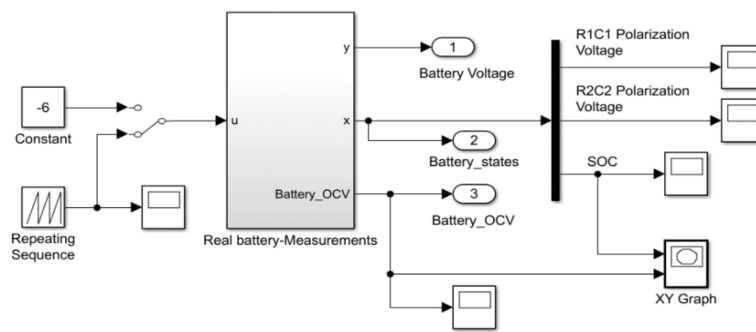 -6
Constant
Repeating
Sequence
u
y
x
Battery_OCV
Real battery-Measurements
1
Battery Voltage
2
Battery_states
3
Battery_OCV
R1C1 Polarization
Voltage
R2C2 Polarization
Voltage
SOC
XY Graph